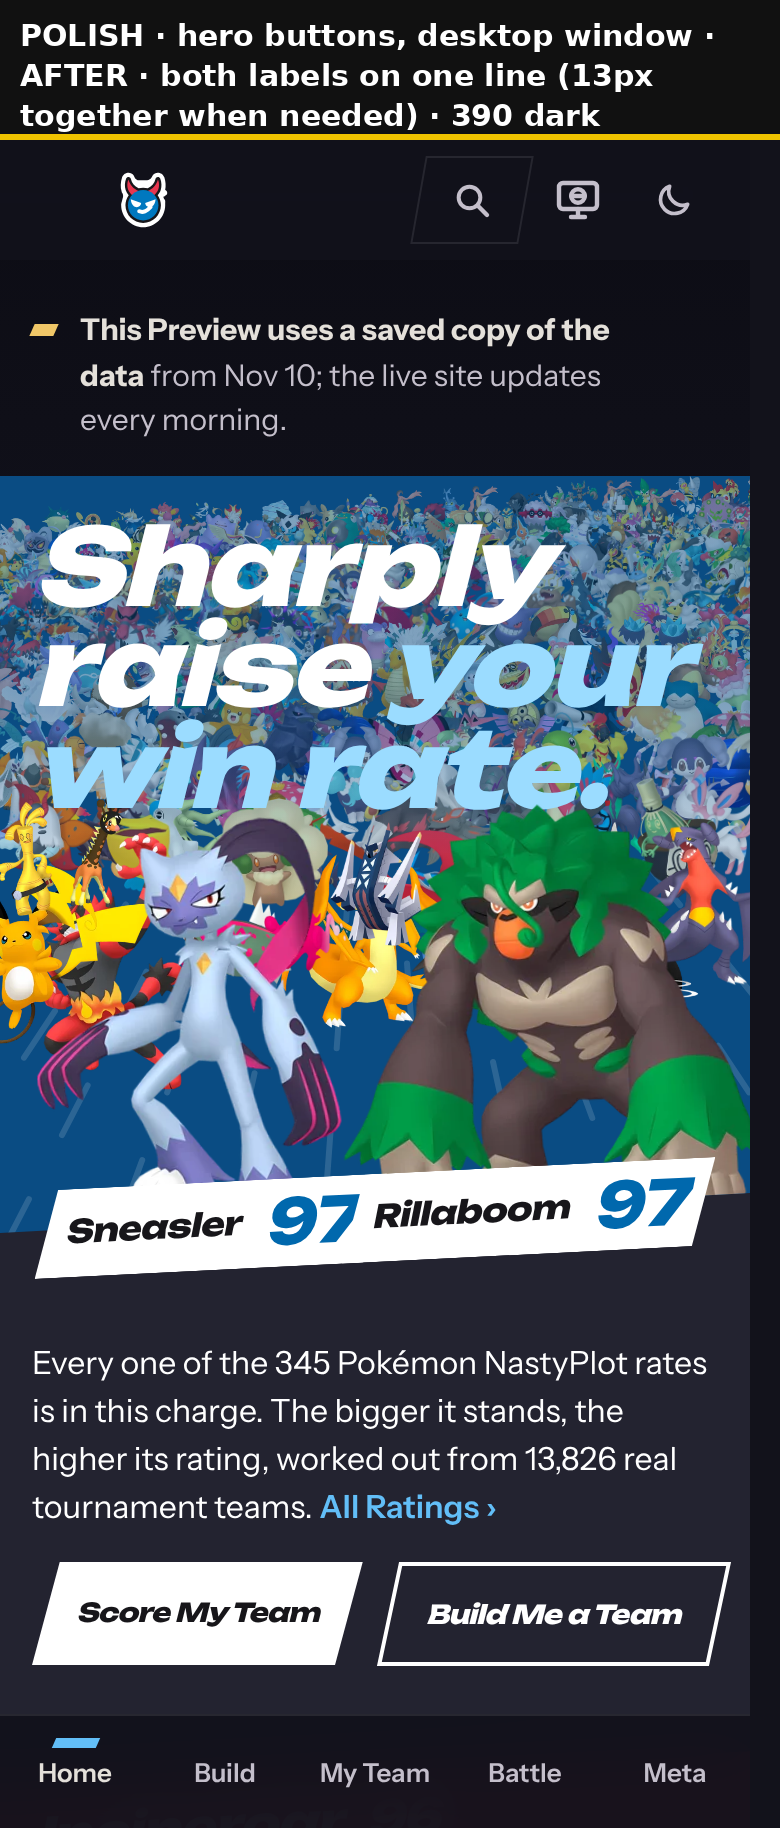 POLISH · hero buttons, desktop window ·
AFTER · both labels on one line (13px
together when needed) · 390 dark
This Preview uses a saved copy of the
data from Nov 10; the live site updates
every morning.
Sharply
raise your
win rate.
Sneasler 97 Rillaboom 97
Every one of the 345 Pokémon NastyPlot rates
is in this charge. The bigger it stands, the
higher its rating, worked out from 13,826 real
tournament teams. All Ratings ›
Score My Team
Build Me a Team
Home Build My Team Battle Meta